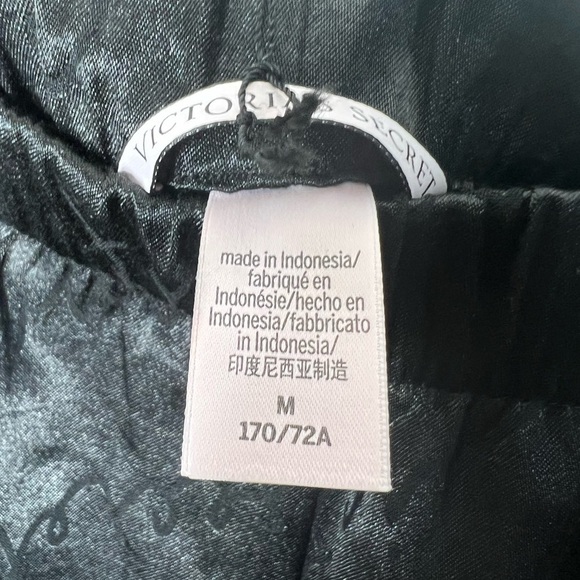 VICTORIA'S SECRET
made in Indonesia/
fabriqué en
Indonésie/hecho en
Indonesia/fabbricato
in Indonesia/
印度尼西亚制造
M
170/72A